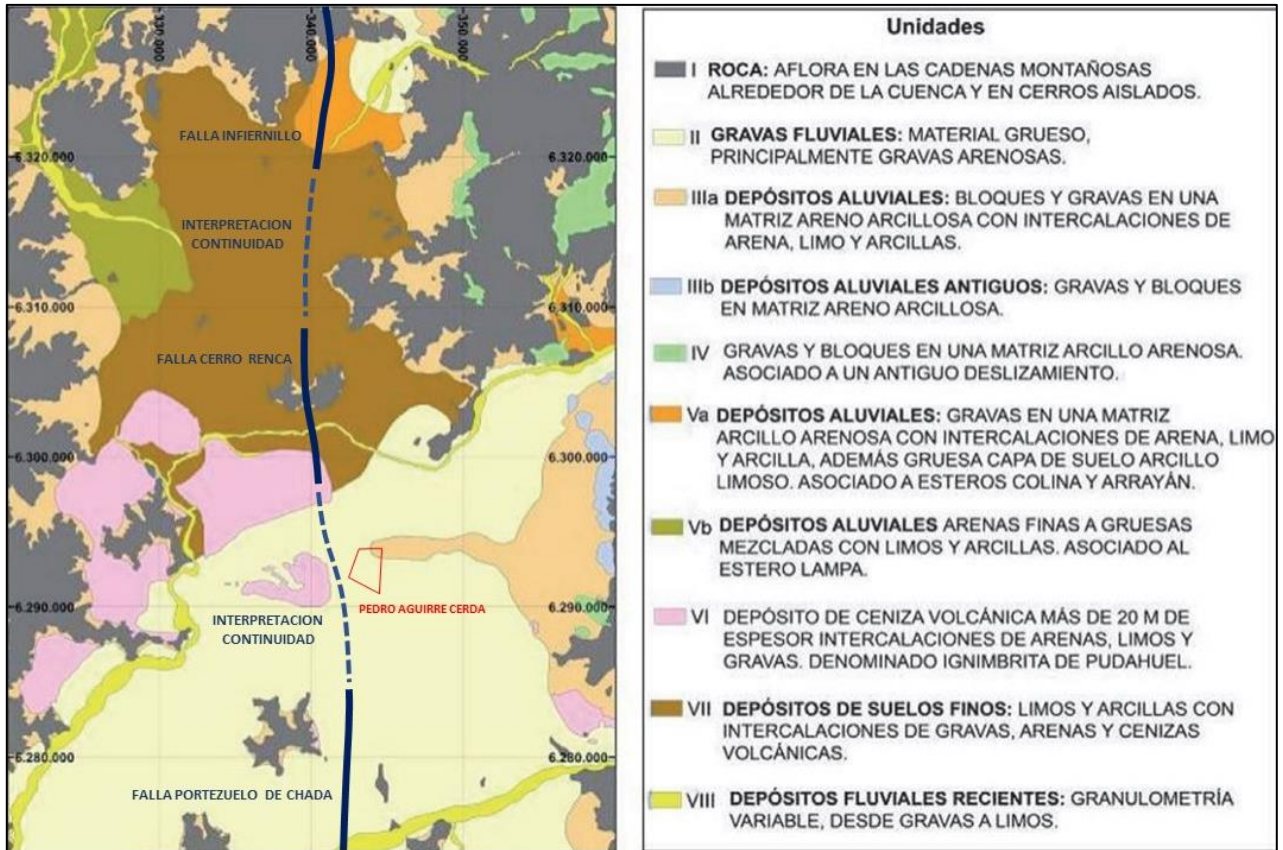 330.000
340.000
350.000
FALLA INFIERNILLO
6.320.000
6.320.000
INTERPRETACION
CONTINUIDAD
6.310.000
6.310.000
FALLA CERRO RENCA
6.300.000
6.300.000
6.290.000
6.290.000
PEDRO AGUIRRE CERDA
INTERPRETACION
CONTINUIDAD
6.280.000
6.280.000
FALLA PORTEZUELO DE CHADA
Unidades
I ROCA: AFLORA EN LAS CADENAS MONTAÑOSAS
ALREDEDOR DE LA CUENCA Y EN CERROS AISLADOS.
II GRAVAS FLUVIALES: MATERIAL GRUESO,
PRINCIPALMENTE GRAVAS ARENOSAS.
IIIa DEPÓSITOS ALUVIALES: BLOQUES Y GRAVAS EN UNA
MATRIZ ARENO ARCILLOSA CON INTERCALACIONES DE
ARENA, LIMO Y ARCILLAS.
IIIb DEPÓSITOS ALUVIALES ANTIGUOS: GRAVAS Y BLOQUES
EN MATRIZ ARENO ARCILLOSA.
IV GRAVAS Y BLOQUES EN UNA MATRIZ ARCILLO ARENOSA.
ASOCIADO A UN ANTIGUO DESLIZAMIENTO.
Va DEPÓSITOS ALUVIALES: GRAVAS EN UNA MATRIZ
ARCILLO ARENOSA CON INTERCALACIONES DE ARENA, LIMO
Y ARCILLA, ADEMÁS GRUESA CAPA DE SUELO ARCILLO
LIMOSO. ASOCIADO A ESTEROS COLINA Y ARRAYÁN.
Vb DEPÓSITOS ALUVIALES ARENAS FINAS A GRUESAS
MEZCLADAS CON LIMOS Y ARCILLAS. ASOCIADO AL
ESTERO LAMPA.
VI DEPÓSITO DE CENIZA VOLCÁNICA MÁS DE 20 M DE
ESPESOR INTERCALACIONES DE ARENAS, LIMOS Y
GRAVAS. DENOMINADO IGNIMBRITA DE PUDAHUEL.
VII DEPÓSITOS DE SUELOS FINOS: LIMOS Y ARCILLAS CON
INTERCALACIONES DE GRAVAS, ARENAS Y CENIZAS
VOLCÁNICAS.
VIII DEPÓSITOS FLUVIALES RECIENTES: GRANULOMETRÍA
VARIABLE, DESDE GRAVAS A LIMOS.